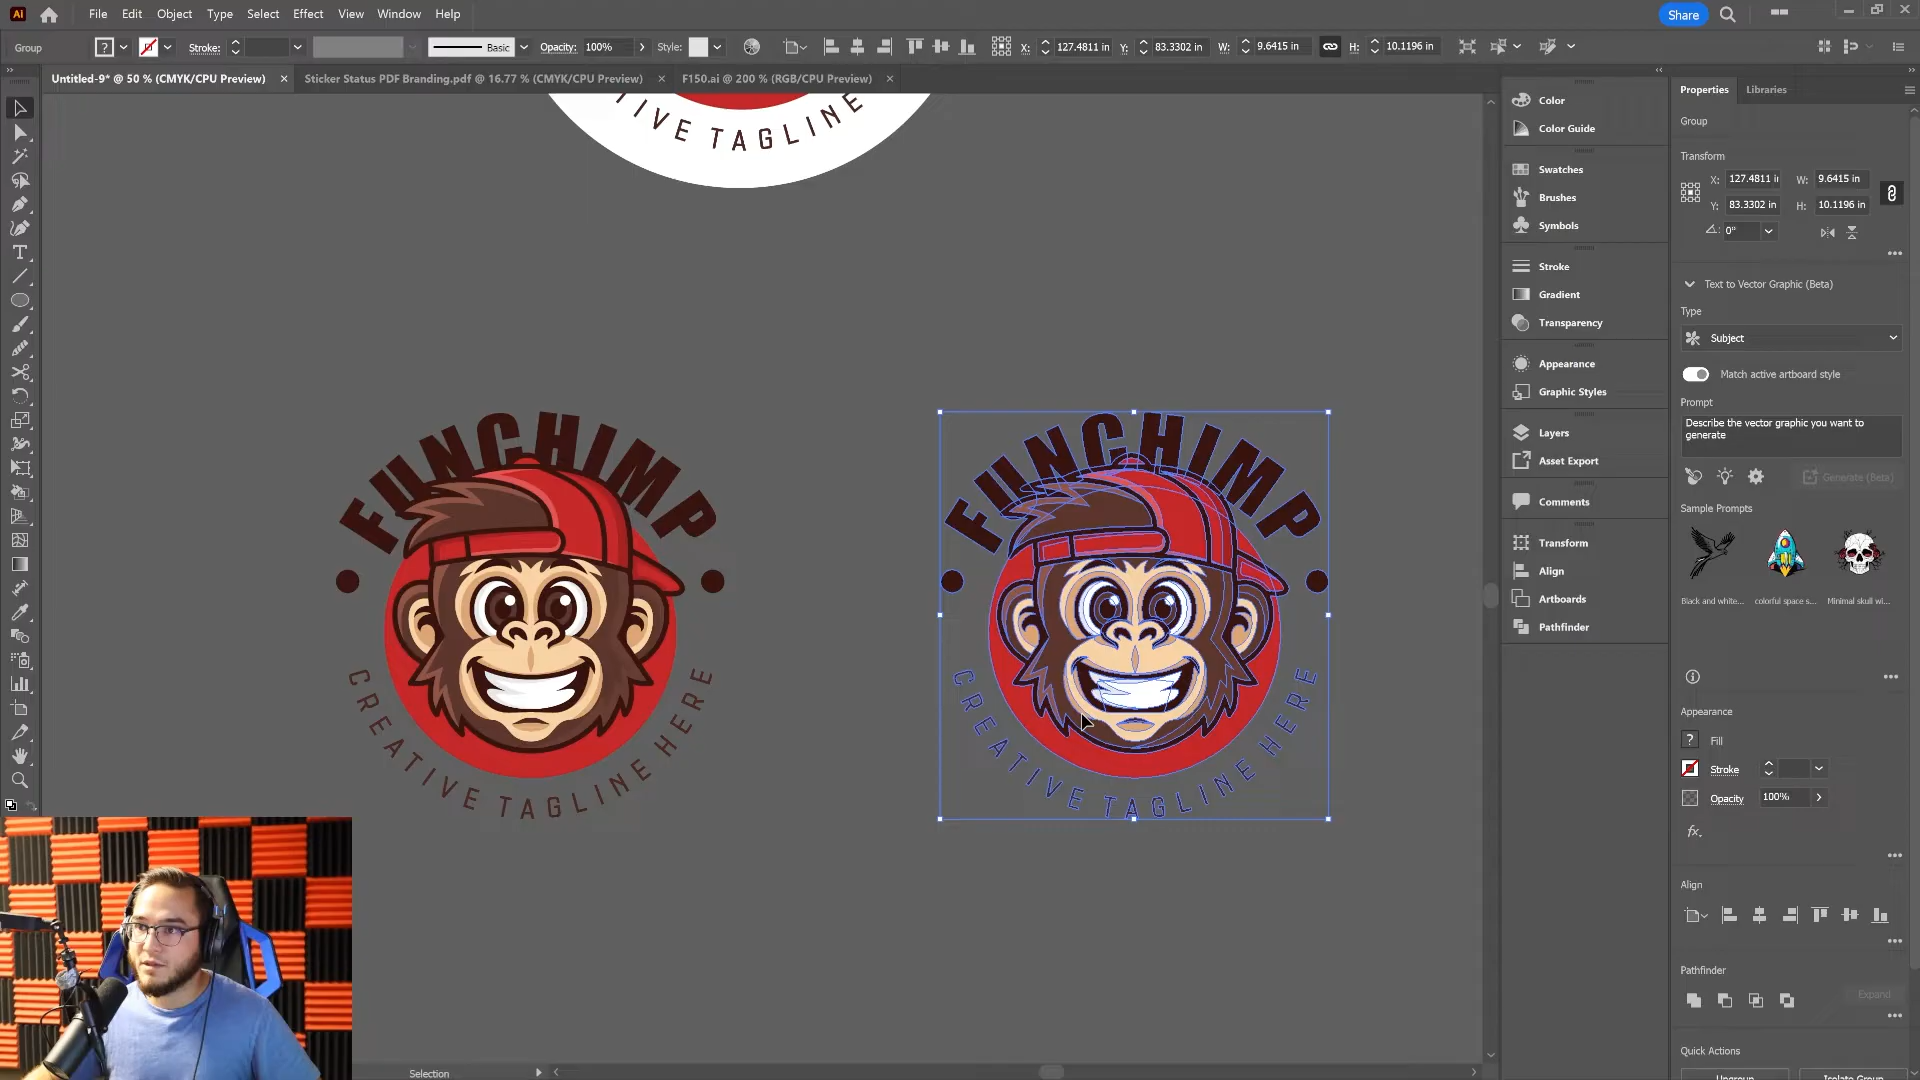 Ai
File Edit Object Type Select Effect View Window Help
Share
Group
? Stroke: Basic Opacity: 100% Style: X: 127.4811 in Y: 83.3302 in W: 9.6415 in H: 10.1196 in
Untitled-9* @ 50 % (CMYK/CPU Preview) Sticker Status PDF Branding.pdf @ 16.77 % (CMYK/CPU Preview) F150.ai @ 200 % (RGB/CPU Preview)
CREATIVE TAGLINE
FUNCHIMP
CREATIVE TAGLINE HERE
FUNCHIMP
CREATIVE TAGLINE HERE
Selection
Color
Color Guide
Swatches
Brushes
Symbols
Stroke
Gradient
Transparency
Appearance
Graphic Styles
Layers
Asset Export
Comments
Transform
Align
Artboards
Pathfinder
Properties Libraries
Group
Transform
X: 127.4811 i W: 9.6415 in
Y: 83.3302 in H: 10.1196 in
0°
Text to Vector Graphic (Beta)
Type
Subject
Match active artboard style
Prompt
Describe the vector graphic you want to
generate
Generate (Beta)
Sample Prompts
Black and white... colorful space s... Minimal skull wi...
Appearance
? Fill
Stroke
Opacity 100%
fx.
Align
Pathfinder
Expand
Quick Actions
Ungroup Isolate Group